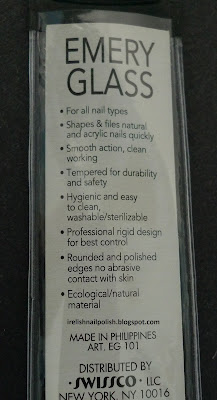 EMERY
GLASS
• For all nail types
• Shapes & files natural
and acrylic nails quickly
• Smooth action, clean
working
• Tempered for durability
and safety
• Hygienic and easy
to clean,
washable/sterilizable
• Professional rigid design
for best control
• Rounded and polished
edges no abrasive
contact with skin
• Ecological/natural
material
irelishnailpolish.blogspot.com
MADE IN PHILIPPINES
ART. EG 101
DISTRIBUTED BY
•SWISSCO• LLC
NEW YORK, NY 10016